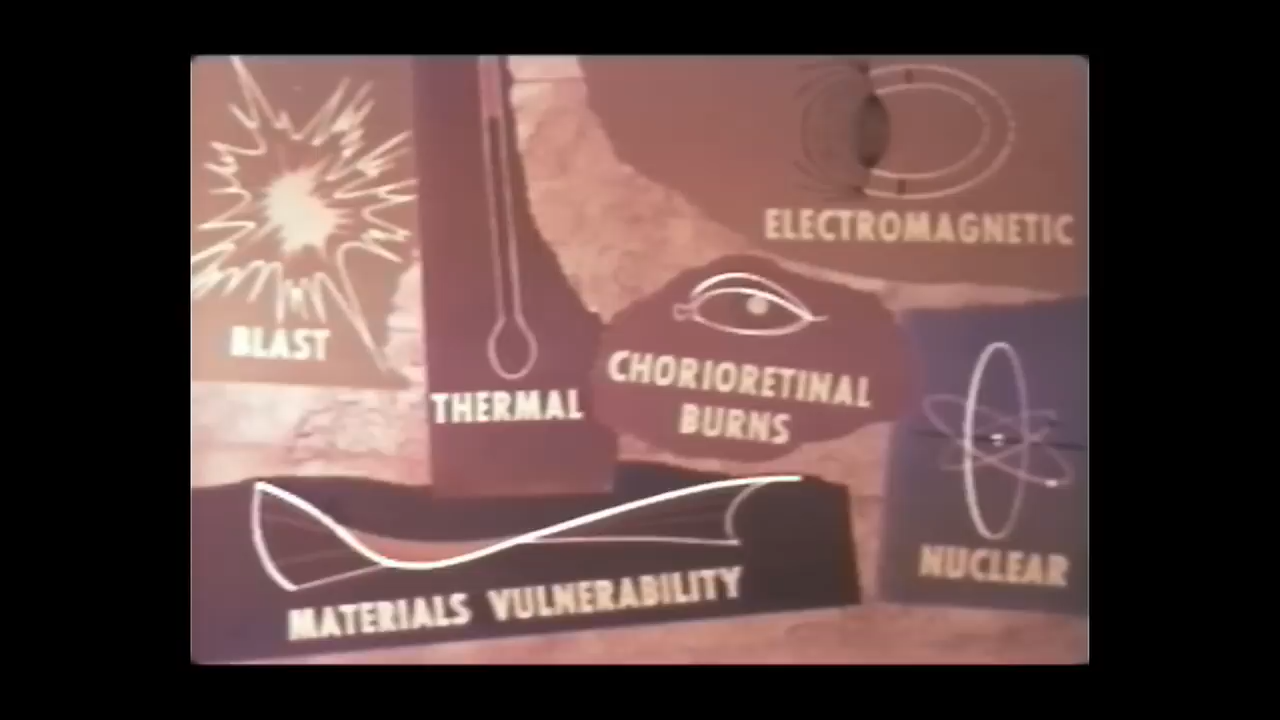 ELECTROMAGNETIC
BLAST
THERMAL
CHORIORETINAL
BURNS
NUCLEAR
MATERIALS VULNERABILITY